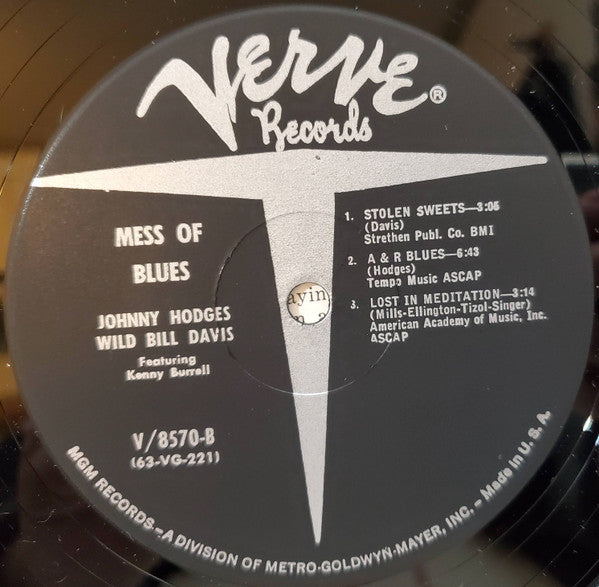 VERVE®
Records
MESS OF
BLUES
JOHNNY HODGES
WILD BILL DAVIS
Featuring
Kenny Burrell
V/8570-B
(63-VG-221)
1. STOLEN SWEETS—3:05
(Davis)
Strethen Publ. Co. BMI
2. A & R BLUES—6:43
(Hodges)
Tempo Music ASCAP
3. LOST IN MEDITATION—3:14
(Mills-Ellington-Tizol-Singer)
American Academy of Music, Inc.
ASCAP
ayin
MGM RECORDS—A DIVISION OF METRO-GOLDWYN-MAYER, INC. – Made in U. S. A.